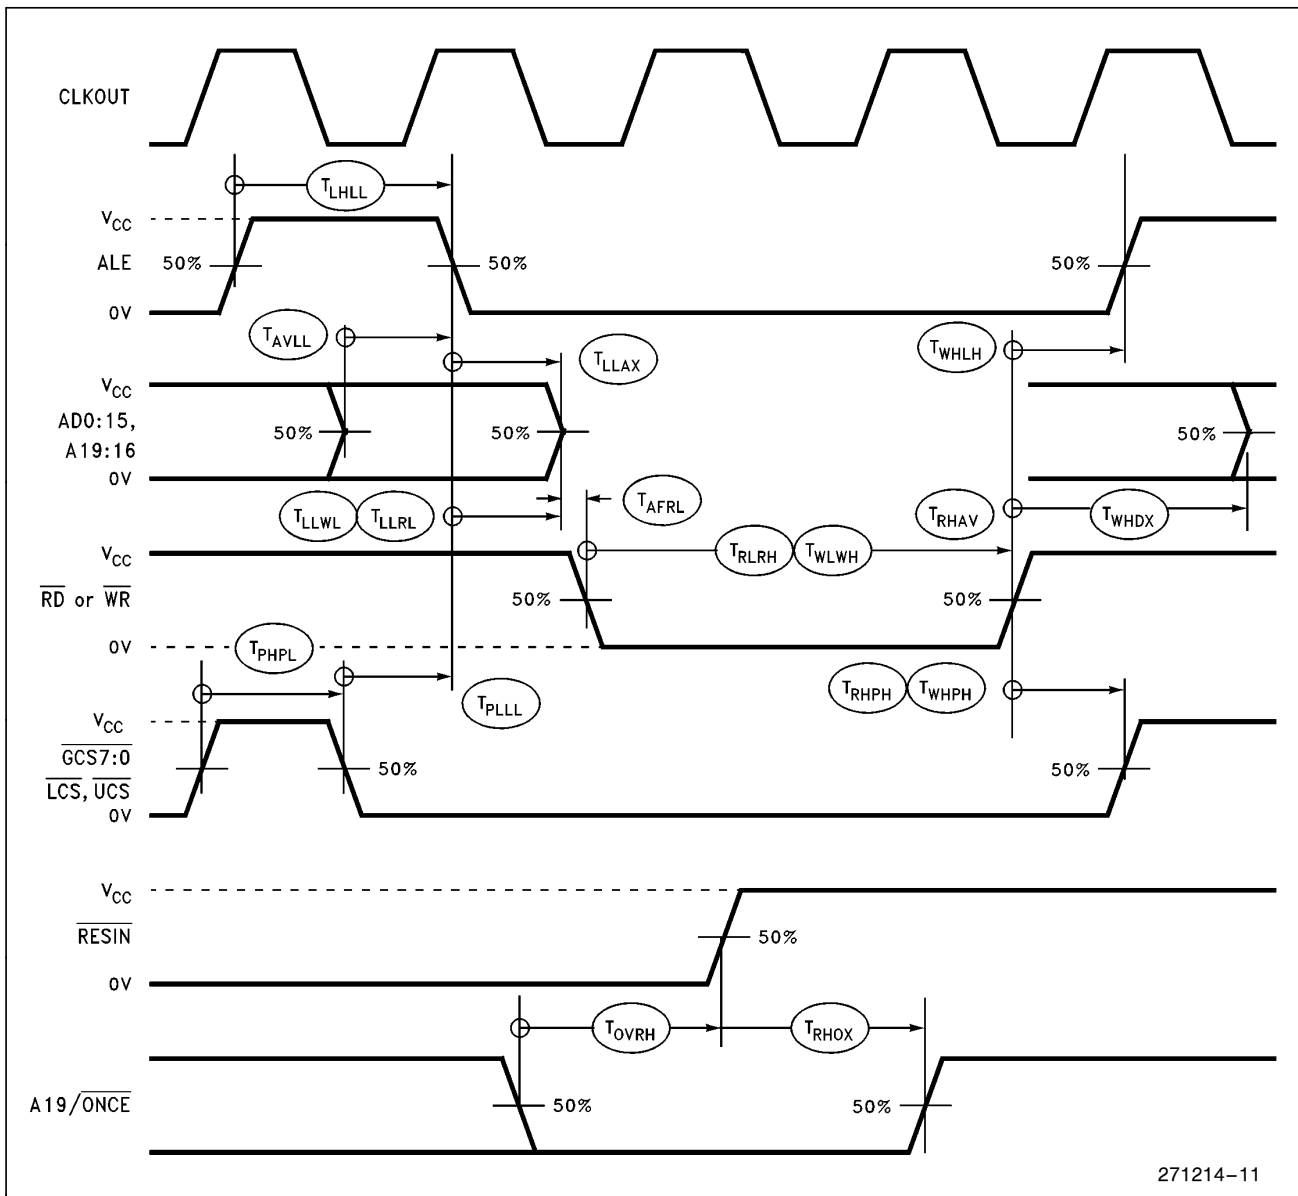 CLKOUT
T_LHLL
V_CC
ALE
50%
50%
50%
0V
T_AVLL
T_LLAX
T_WHLH
V_CC
AD0:15,
A19:16
50%
50%
50%
0V
T_LLWL
T_LLRL
T_AFRL
T_RHAV
T_WHDX
V_CC
T_RLRH
T_WLWH
RD or WR
50%
50%
0V
T_PHPL
T_PLLL
T_RHPH
T_WHPH
V_CC
GCS7:0
LCS, UCS
50%
50%
0V
V_CC
RESIN
50%
0V
T_OVRH
T_RHOX
A19/ONCE
50%
50%
271214-11